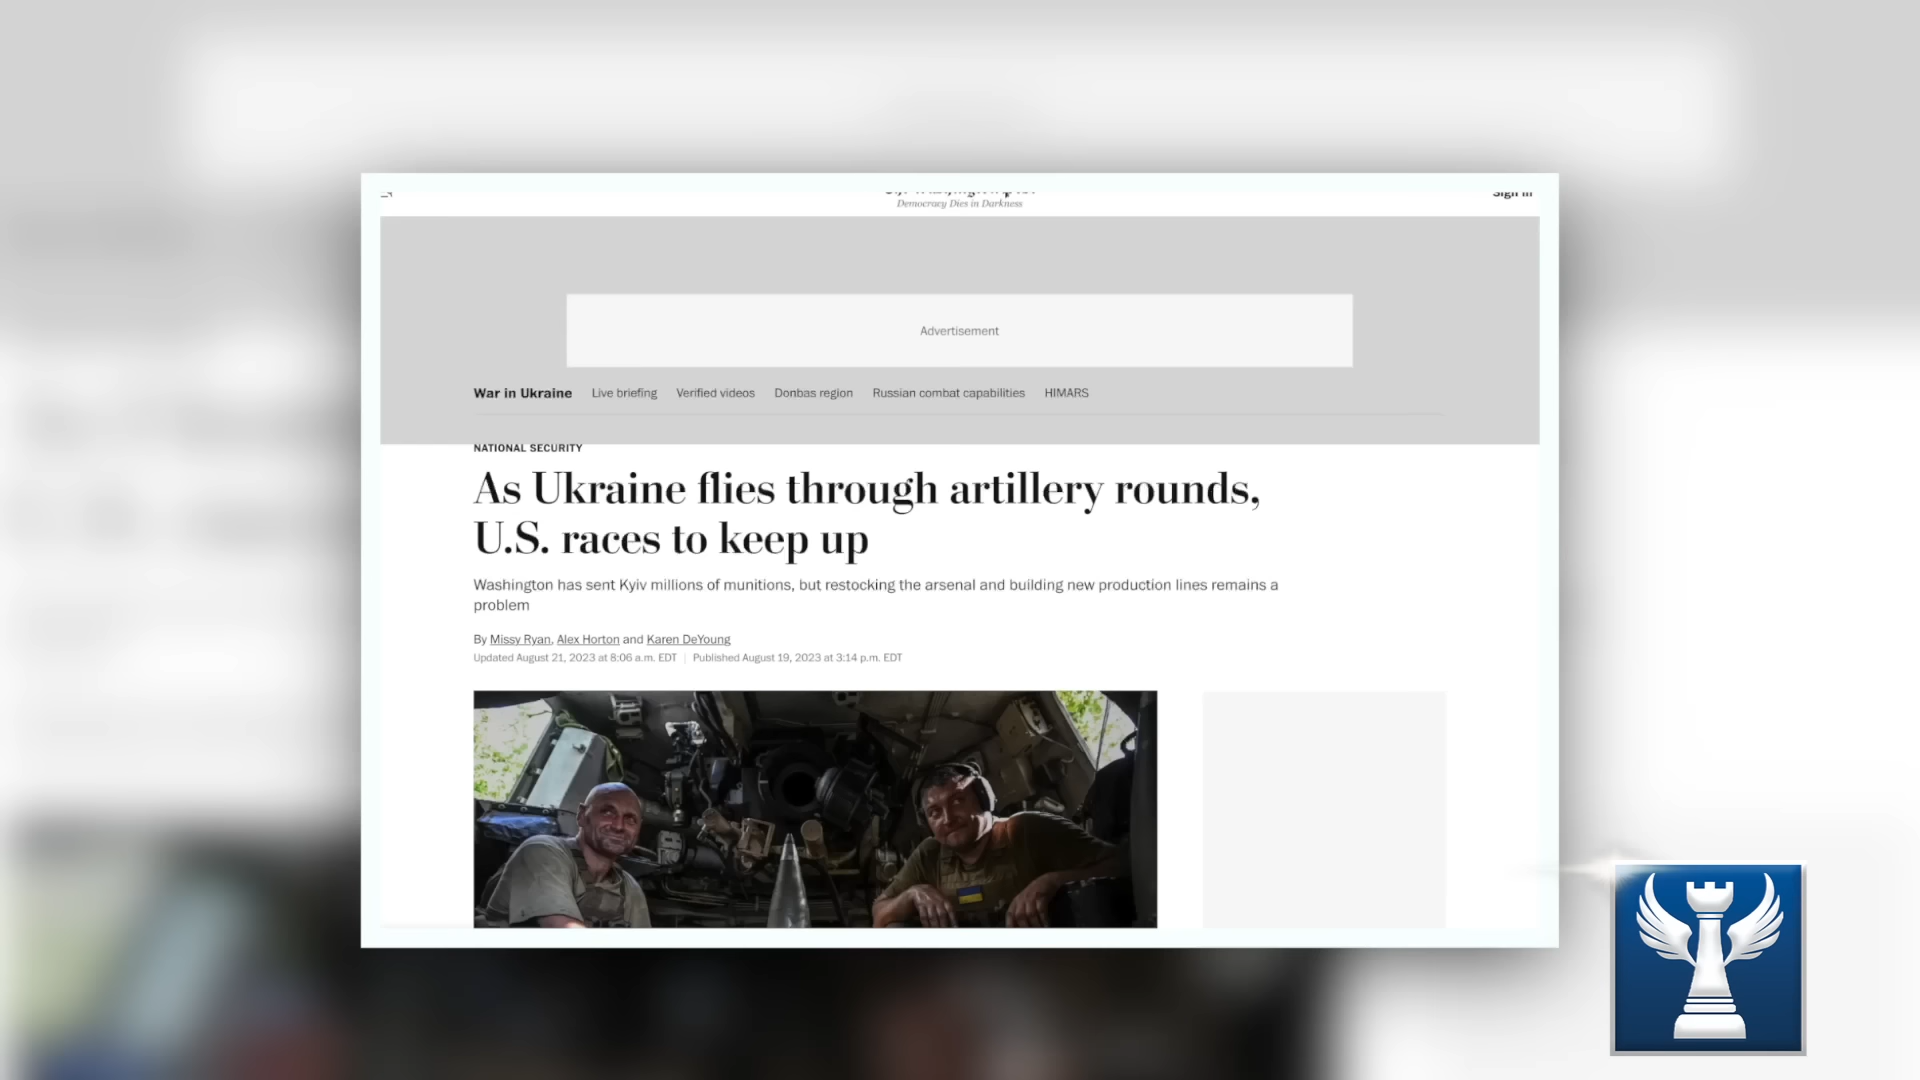 Democracy Dies in Darkness
Advertisement
War in Ukraine Live briefing Verified videos Donbas region Russian combat capabilities HIMARS
NATIONAL SECURITY
As Ukraine flies through artillery rounds,
U.S. races to keep up
Washington has sent Kyiv millions of munitions, but restocking the arsenal and building new production lines remains a
problem
By Missy Ryan, Alex Horton and Karen DeYoung
Updated August 21, 2023 at 8:06 a.m. EDT | Published August 19, 2023 at 3:14 p.m. EDT